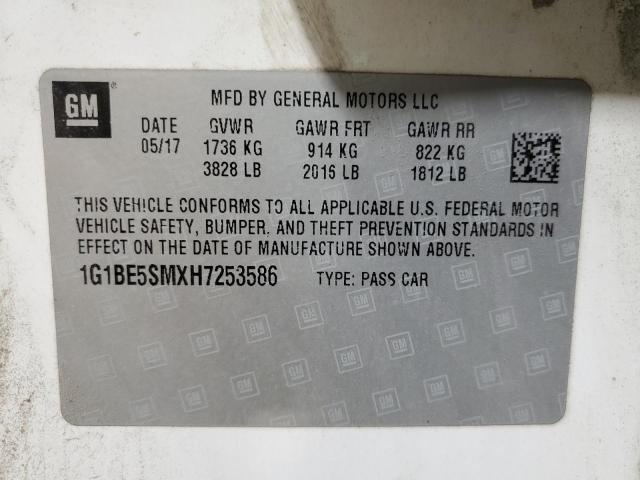 GM
MFD BY GENERAL MOTORS LLC
DATE GVWR GAWR FRT GAWR RR
05/17 1736 KG 914 KG 822 KG
3828 LB 2016 LB 1812 LB
THIS VEHICLE CONFORMS TO ALL APPLICABLE U.S. FEDERAL MOTOR
VEHICLE SAFETY, BUMPER, AND THEFT PREVENTION STANDARDS IN
EFFECT ON THE DATE OF MANUFACTURE SHOWN ABOVE.
1G1BE5SMXH7253586 TYPE: PASS CAR